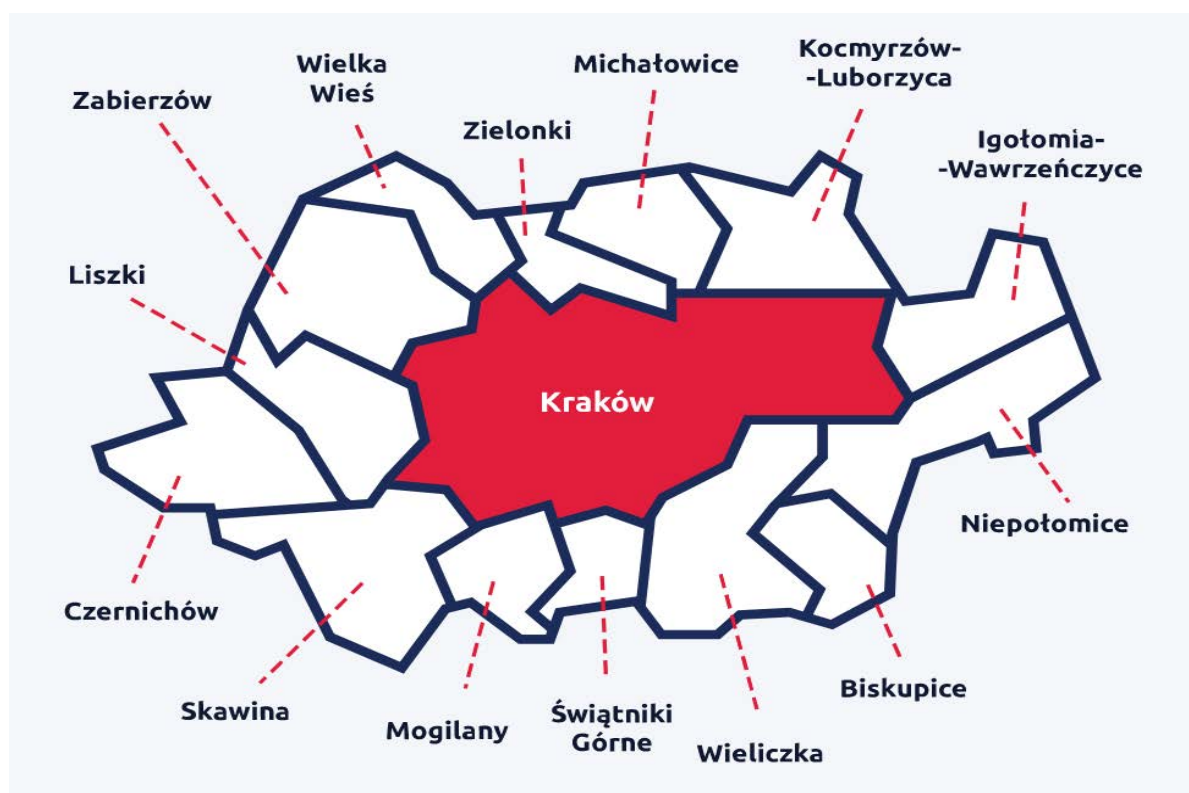 Wielka
Wieś
Michałowice
Kocmyrzów-
-Luborzyca
Zabierzów
Zielonki
Igołomia-
-Wawrzeńczyce
Liszki
Kraków
Niepołomice
Czernichów
Biskupice
Skawina
Mogilany
Świątniki
Górne
Wieliczka